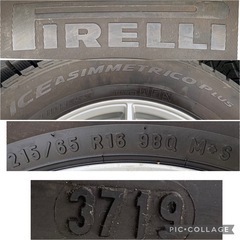 PIRELLI
ICE ASIMMETRICO PLUS
215/65 R16 98Q M+S
3719
PIC•COLLAGE